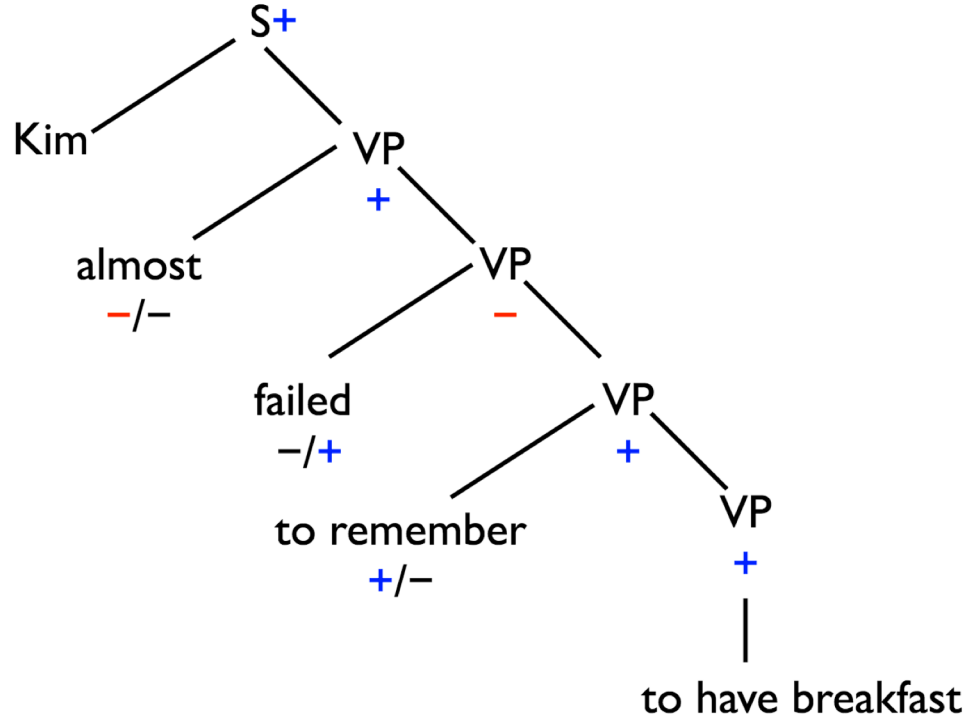 S+
Kim
VP
+
almost
−/−
VP
−
failed
−/+
VP
+
to remember
+/−
VP
+
to have breakfast